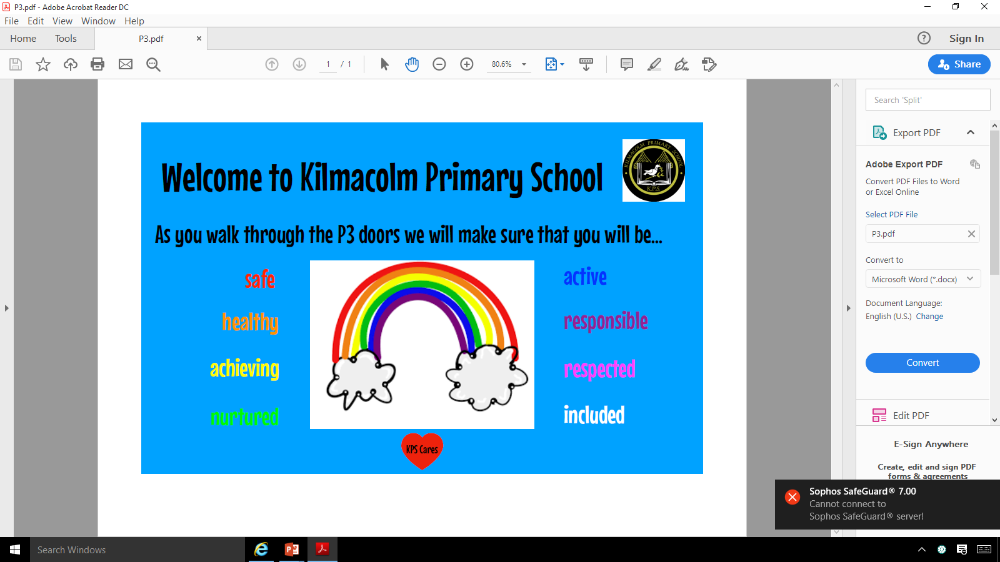 P3.pdf - Adobe Acrobat Reader DC
File Edit View Window Help
Home Tools P3.pdf Sign In
1 / 1 80.6% Share
Search 'Split'
Export PDF
Adobe Export PDF
Convert PDF Files to Word
or Excel Online
Select PDF File
P3.pdf
Convert to
Microsoft Word (*.docx)
Document Language:
English (U.S.) Change
Convert
Edit PDF
E-Sign Anywhere
Create, edit and sign PDF
forms & agreements
Welcome to Kilmacolm Primary School
KILMACOLM PRIMARY SCHOOL
K.P.S.
As you walk through the P3 doors we will make sure that you will be...
safe
healthy
achieving
nurtured
active
responsible
respected
included
KPS Cares
Sophos SafeGuard® 7.00
Cannot connect to
Sophos SafeGuard® server!
Search Windows